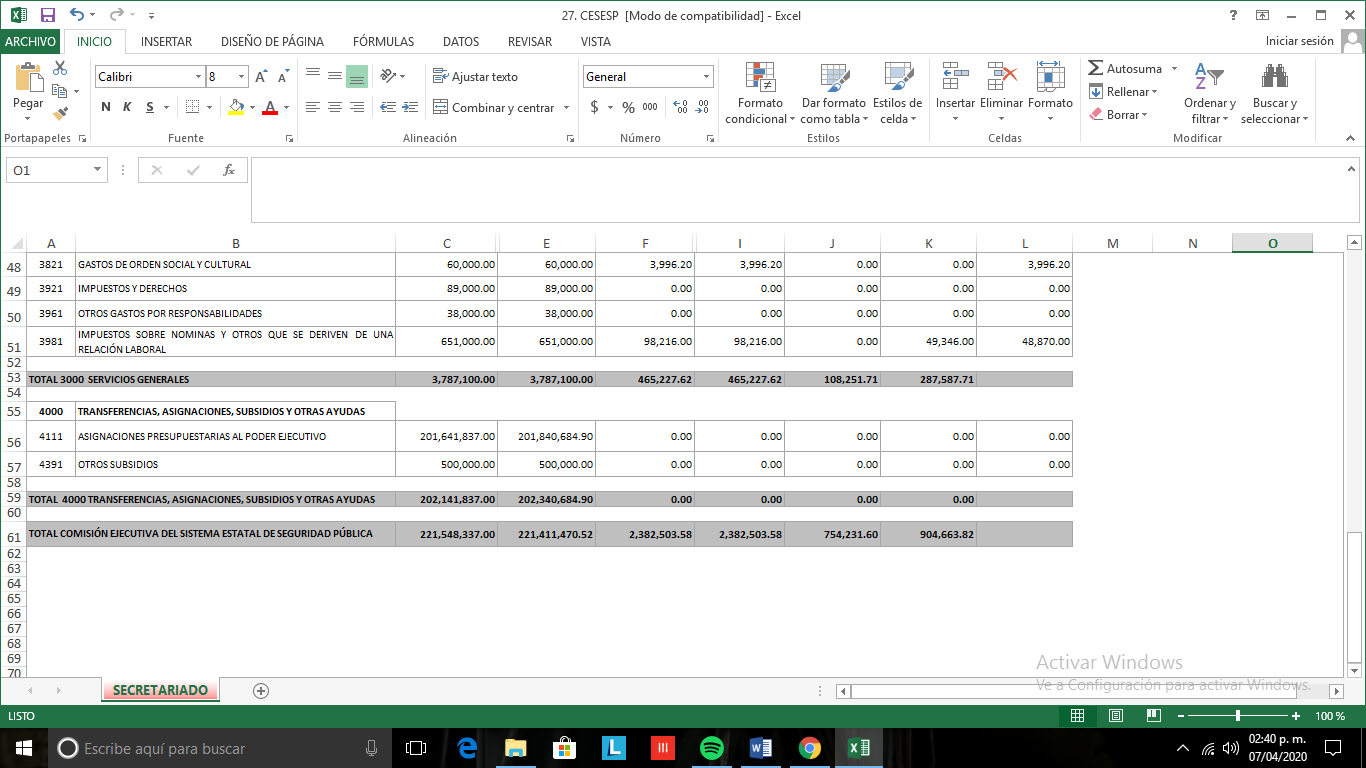 27. CESESP [Modo de compatibilidad] - Excel
ARCHIVO INICIO INSERTAR DISEÑO DE PÁGINA FÓRMULAS DATOS REVISAR VISTA Iniciar sesión
Pegar
Calibri 8
N K S
Ajustar texto
Combinar y centrar
General
$ % 000
Formato condicional
Dar formato como tabla
Estilos de celda
Insertar Eliminar Formato
Autosuma
Rellenar
Borrar
Ordenar y filtrar
Buscar y seleccionar
Portapapeles Fuente Alineación Número Estilos Celdas Modificar
O1 fx
A B C E F I J K L M N O
48 3821 GASTOS DE ORDEN SOCIAL Y CULTURAL 60,000.00 60,000.00 3,996.20 3,996.20 0.00 0.00 3,996.20
49 3921 IMPUESTOS Y DERECHOS 89,000.00 89,000.00 0.00 0.00 0.00 0.00 0.00
50 3961 OTROS GASTOS POR RESPONSABILIDADES 38,000.00 38,000.00 0.00 0.00 0.00 0.00 0.00
IMPUESTOS SOBRE NOMINAS Y OTROS QUE SE DERIVEN DE UNA
51 3981 RELACIÓN LABORAL 651,000.00 651,000.00 98,216.00 98,216.00 0.00 49,346.00 48,870.00
52
53 TOTAL 3000 SERVICIOS GENERALES 3,787,100.00 3,787,100.00 465,227.62 465,227.62 108,251.71 287,587.71
54
55 4000 TRANSFERENCIAS, ASIGNACIONES, SUBSIDIOS Y OTRAS AYUDAS
56 4111 ASIGNACIONES PRESUPUESTARIAS AL PODER EJECUTIVO 201,641,837.00 201,840,684.90 0.00 0.00 0.00 0.00 0.00
57 4391 OTROS SUBSIDIOS 500,000.00 500,000.00 0.00 0.00 0.00 0.00 0.00
58
59 TOTAL 4000 TRANSFERENCIAS, ASIGNACIONES, SUBSIDIOS Y OTRAS AYUDAS 202,141,837.00 202,340,684.90 0.00 0.00 0.00 0.00
60
61 TOTAL COMISIÓN EJECUTIVA DEL SISTEMA ESTATAL DE SEGURIDAD PÚBLICA 221,548,337.00 221,411,470.52 2,382,503.58 2,382,503.58 754,231.60 904,663.82
62
63
64
65
66
67
68
69
70
Activar Windows
Ve a Configuración para activar Windows.
SECRETARIADO
LISTO 100 %
Escribe aquí para buscar
02:40 p. m.
07/04/2020